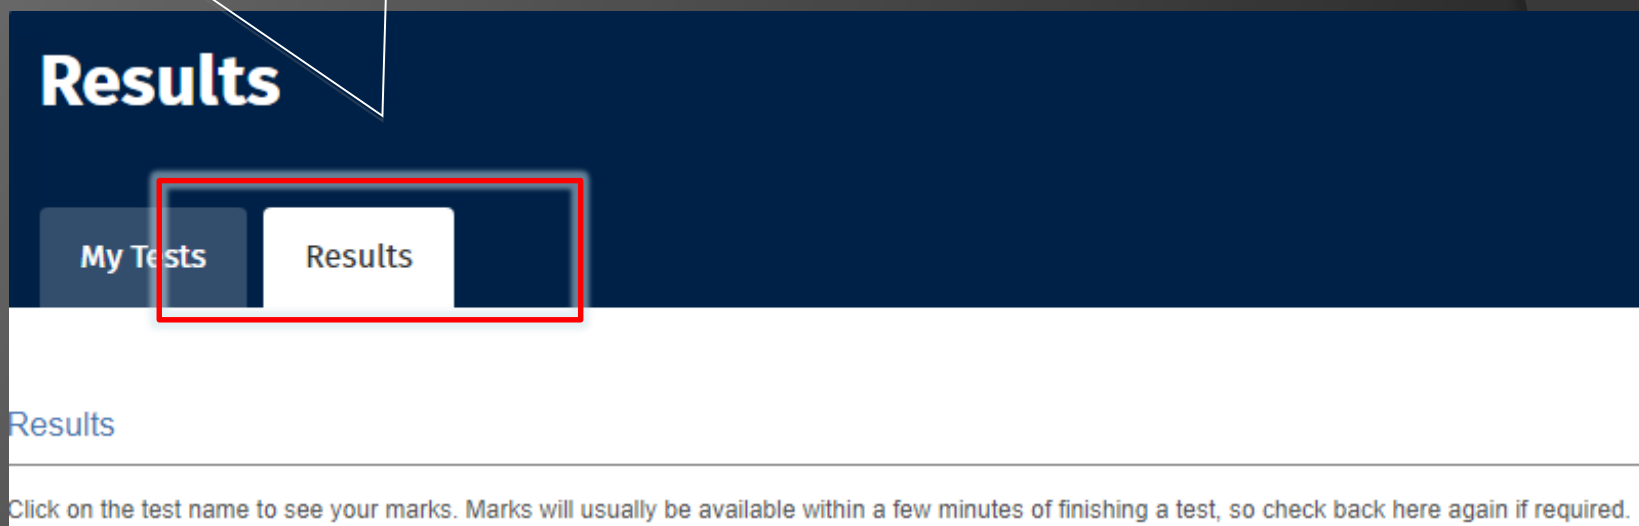 Results
My Tests Results
Results
Click on the test name to see your marks. Marks will usually be available within a few minutes of finishing a test, so check back here again if required.